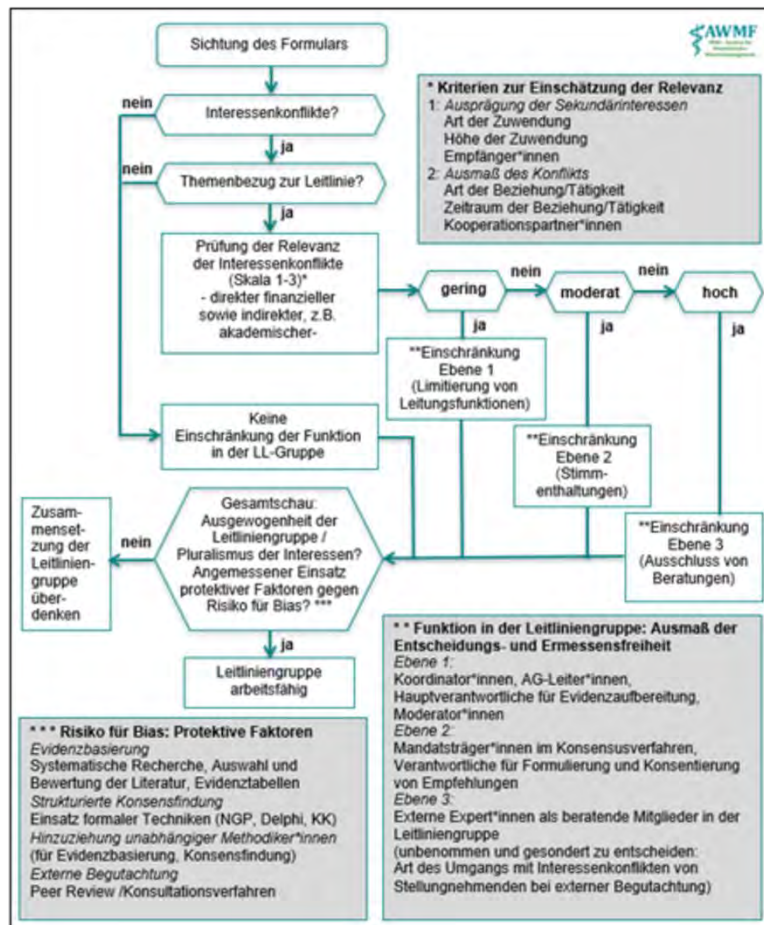 AWMF
Sichtung des Formulars
nein
Interessenkonflikte?
ja
nein
Themenbezug zur Leitlinie?
ja
Prüfung der Relevanz
der Interessenkonflikte
(Skala 1-3)*
- direkter finanzieller
sowie indirekter, z.B.
akademischer-
* Kriterien zur Einschätzung der Relevanz
1: Ausprägung der Sekundärinteressen
Art der Zuwendung
Höhe der Zuwendung
Empfänger*innen
2: Ausmaß des Konflikts
Art der Beziehung/Tätigkeit
Zeitraum der Beziehung/Tätigkeit
Kooperationspartner*innen
gering
nein
moderat
nein
hoch
ja
ja
ja
**Einschränkung
Ebene 1
(Limitierung von
Leitungsfunktionen)
Keine
Einschränkung der Funktion
in der LL-Gruppe
**Einschränkung
Ebene 2
(Stimm-
enthaltungen)
**Einschränkung
Ebene 3
(Ausschluss von
Beratungen)
Zusam-
menset-
zung der
Leitlinien-
gruppe
über-
denken
nein
Gesamtschau:
Ausgewogenheit der
Leitliniengruppe /
Pluralismus der Interessen?
Angemessener Einsatz
protektiver Faktoren gegen
Risiko für Bias? ***
ja
Leitliniengruppe
arbeitsfähig
* * * Risiko für Bias: Protektive Faktoren
Evidenzbasierung
Systematische Recherche, Auswahl und
Bewertung der Literatur, Evidenztabellen
Strukturierte Konsensfindung
Einsatz formaler Techniken (NGP, Delphi, KK)
Hinzuziehung unabhängiger Methodiker*innen
(für Evidenzbasierung, Konsensfindung)
Externe Begutachtung
Peer Review /Konsultationsverfahren
* * Funktion in der Leitliniengruppe: Ausmaß der
Entscheidungs- und Ermessensfreiheit
Ebene 1:
Koordinator*innen, AG-Leiter*innen,
Hauptverantwortliche für Evidenzaufbereitung,
Moderator*innen
Ebene 2:
Mandatsträger*innen im Konsensusverfahren,
Verantwortliche für Formulierung und Konsentierung
von Empfehlungen
Ebene 3:
Externe Expert*innen als beratende Mitglieder in der
Leitliniengruppe
(unbenommen und gesondert zu entscheiden:
Art des Umgangs mit Interessenkonflikten von
Stellungnehmenden bei externer Begutachtung)